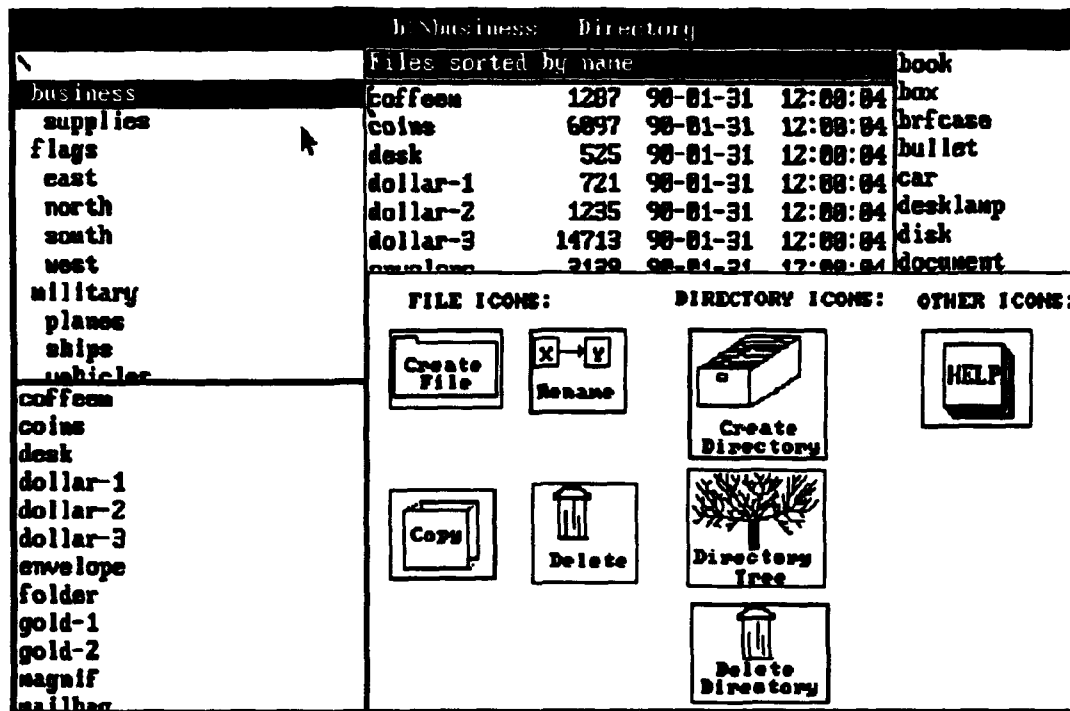 b:\business Directory
\
business
supplies
flags
east
north
south
west
military
planes
ships
vehicles
Files sorted by name
coffeem 1287 90-01-31 12:00:04
coins 6097 90-01-31 12:00:04
desk 525 90-01-31 12:00:04
dollar-1 721 90-01-31 12:00:04
dollar-2 1235 90-01-31 12:00:04
dollar-3 14713 90-01-31 12:00:04
envelope
book
box
brfcase
bullet
car
desklamp
disk
document
coffeem
coins
desk
dollar-1
dollar-2
dollar-3
envelope
folder
gold-1
gold-2
magnif
mailbag
FILE ICONS:
Create
File
X Y
Rename
Copy
Delete
DIRECTORY ICONS:
Create
Directory
Directory
Tree
Delete
Directory
OTHER ICONS:
HELP